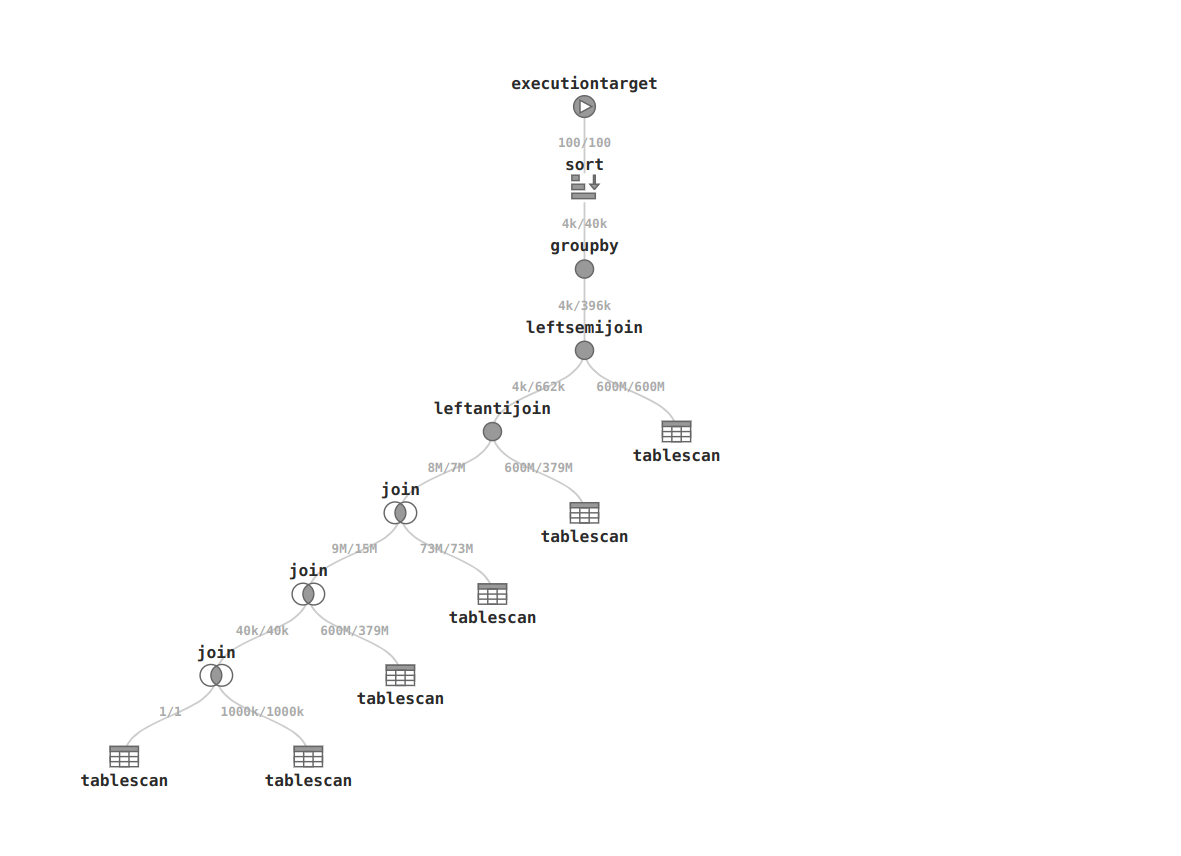 executiontarget
100/100
sort
4k/40k
groupby
4k/396k
leftsemijoin
4k/662k 600M/600M
leftantijoin
tablescan
8M/7M 600M/379M
join
tablescan
9M/15M 73M/73M
join
tablescan
40k/40k 600M/379M
join
tablescan
1/1 1000k/1000k
tablescan tablescan